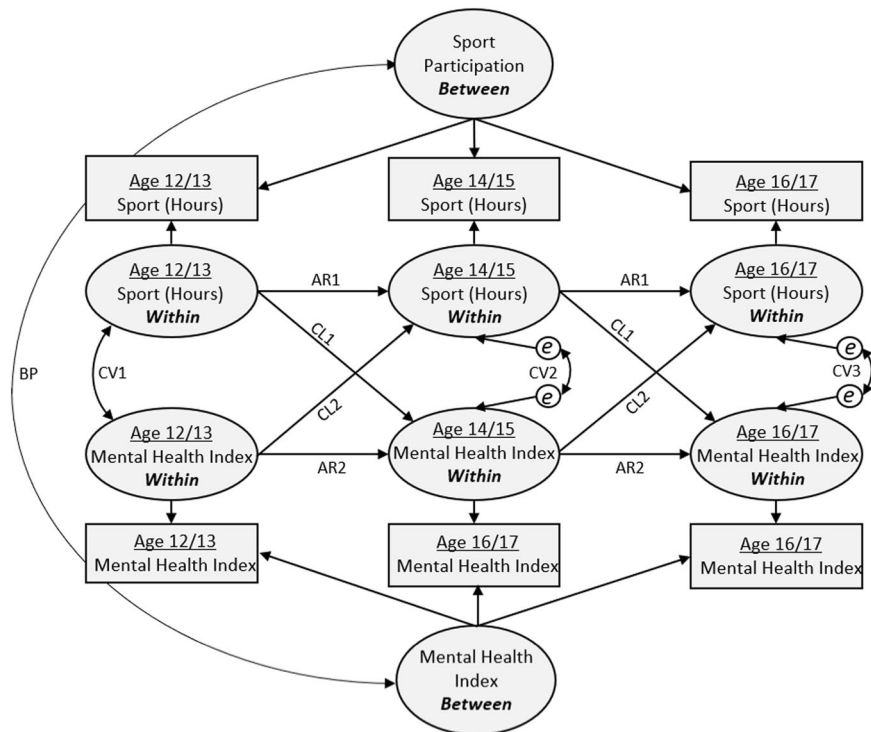 Sport
Participation
Between
Age 12/13
Sport (Hours)
Age 14/15
Sport (Hours)
Age 16/17
Sport (Hours)
Age 12/13
Sport (Hours)
Within
AR1
Age 14/15
Sport (Hours)
Within
AR1
Age 16/17
Sport (Hours)
Within
CL1
CL1
BP
CV1
CL2
e
CV2
e
CL2
e
CV3
e
Age 12/13
Mental Health Index
Within
AR2
Age 14/15
Mental Health Index
Within
AR2
Age 16/17
Mental Health Index
Within
Age 12/13
Mental Health Index
Age 16/17
Mental Health Index
Age 16/17
Mental Health Index
Mental Health
Index
Between